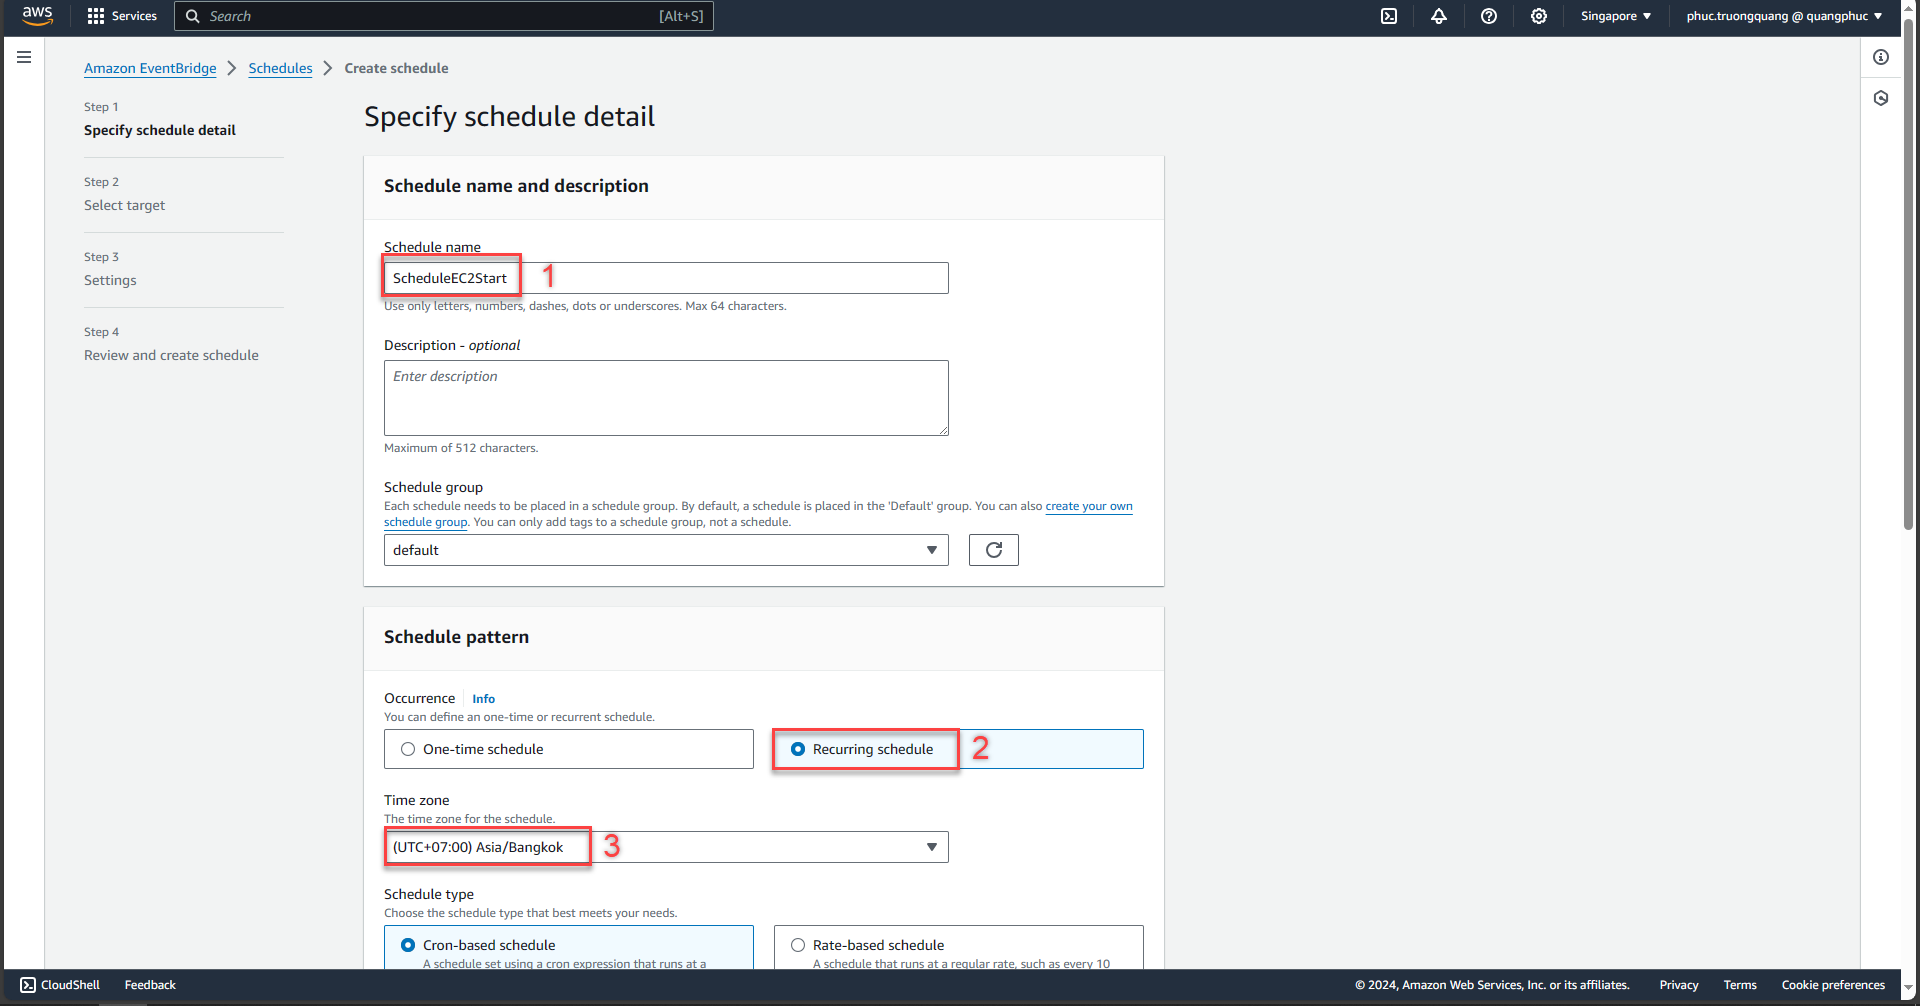 aws
Services
Search
[Alt+S]
Singapore
phuc.truongquang @ quangphuc
Amazon EventBridge
Schedules
Create schedule
Step 1
Specify schedule detail
Step 2
Select target
Step 3
Settings
Step 4
Review and create schedule
Specify schedule detail
Schedule name and description
Schedule name
ScheduleEC2Start
1
Use only letters, numbers, dashes, dots or underscores. Max 64 characters.
Description - optional
Enter description
Maximum of 512 characters.
Schedule group
Each schedule needs to be placed in a schedule group. By default, a schedule is placed in the 'Default' group. You can also create your own
schedule group. You can only add tags to a schedule group, not a schedule.
default
Schedule pattern
Occurrence
Info
You can define an one-time or recurrent schedule.
One-time schedule
Recurring schedule
2
Time zone
The time zone for the schedule.
(UTC+07:00) Asia/Bangkok
3
Schedule type
Choose the schedule type that best meets your needs.
Cron-based schedule
A schedule set using a cron expression that runs at a
Rate-based schedule
A schedule that runs at a regular rate, such as every 10
CloudShell
Feedback
© 2024, Amazon Web Services, Inc. or its affiliates.
Privacy
Terms
Cookie preferences